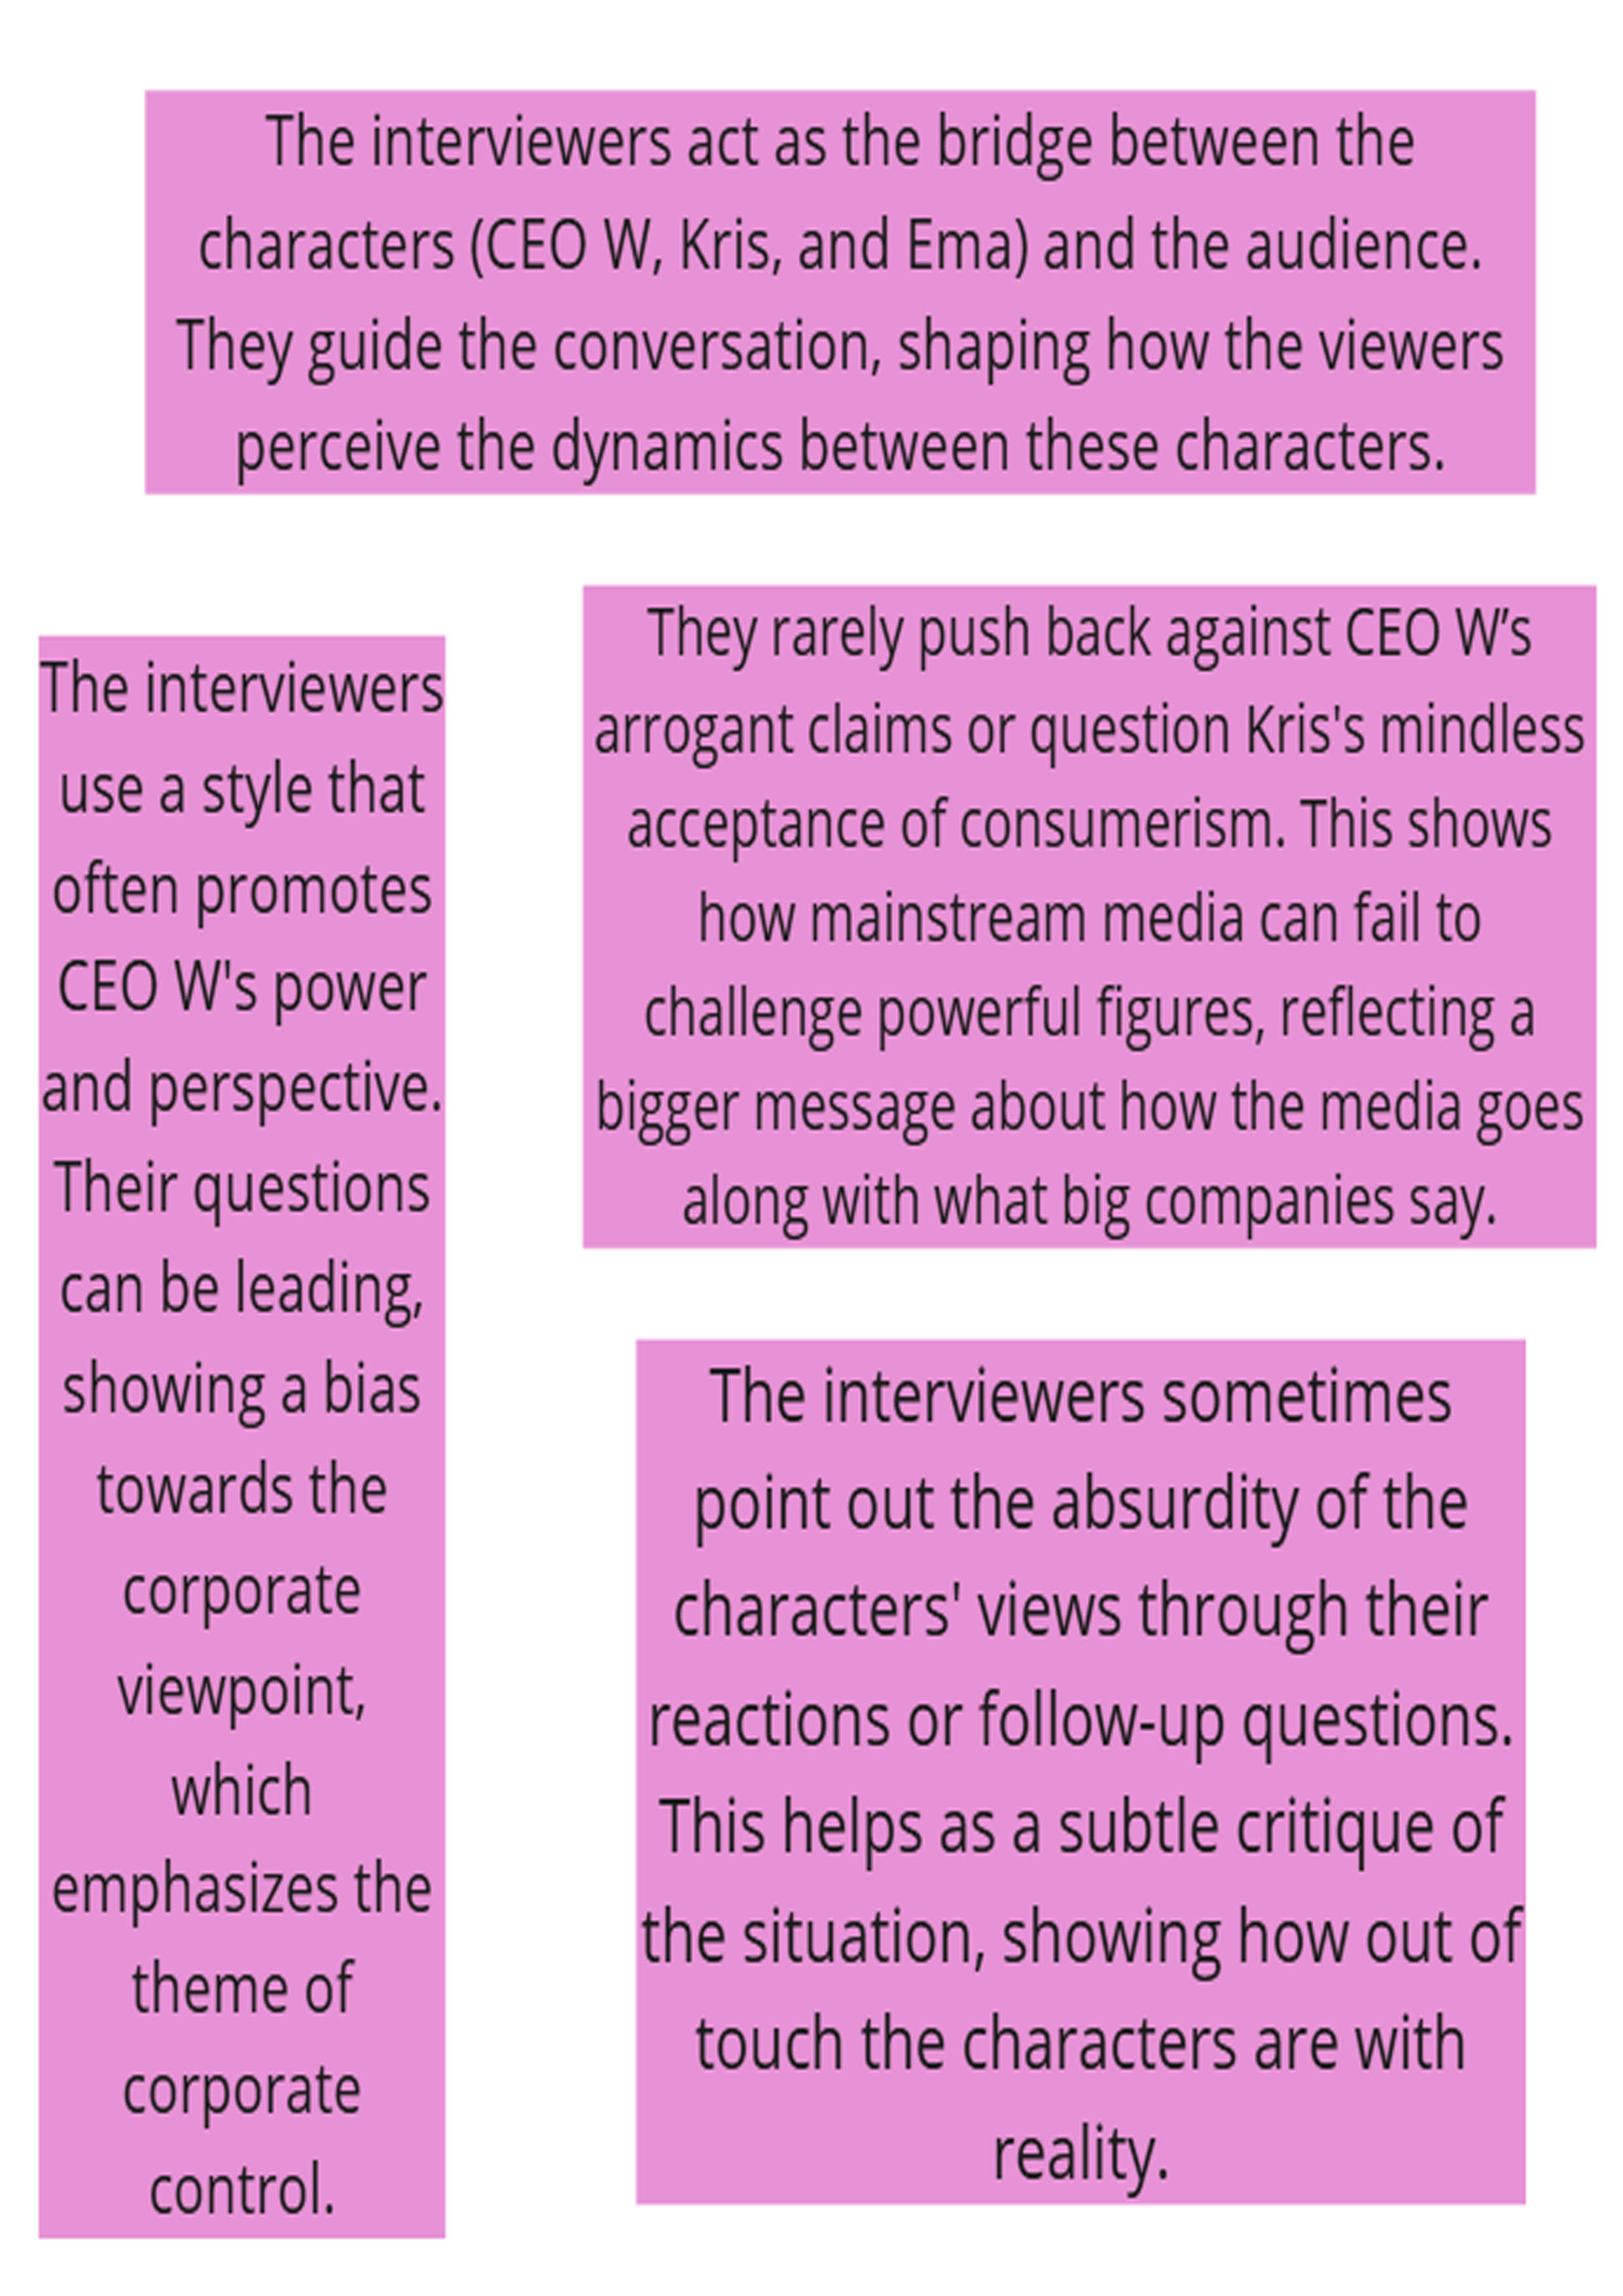 The interviewers act as the bridge between the
characters (CEO W, Kris, and Ema) and the audience.
They guide the conversation, shaping how the viewers
perceive the dynamics between these characters.
The interviewers
use a style that
often promotes
CEO W's power
and perspective.
Their questions
can be leading,
showing a bias
towards the
corporate
viewpoint,
which
emphasizes the
theme of
corporate
control.
They rarely push back against CEO W’s
arrogant claims or question Kris's mindless
acceptance of consumerism. This shows
how mainstream media can fail to
challenge powerful figures, reflecting a
bigger message about how the media goes
along with what big companies say.
The interviewers sometimes
point out the absurdity of the
characters' views through their
reactions or follow-up questions.
This helps as a subtle critique of
the situation, showing how out of
touch the characters are with
reality.